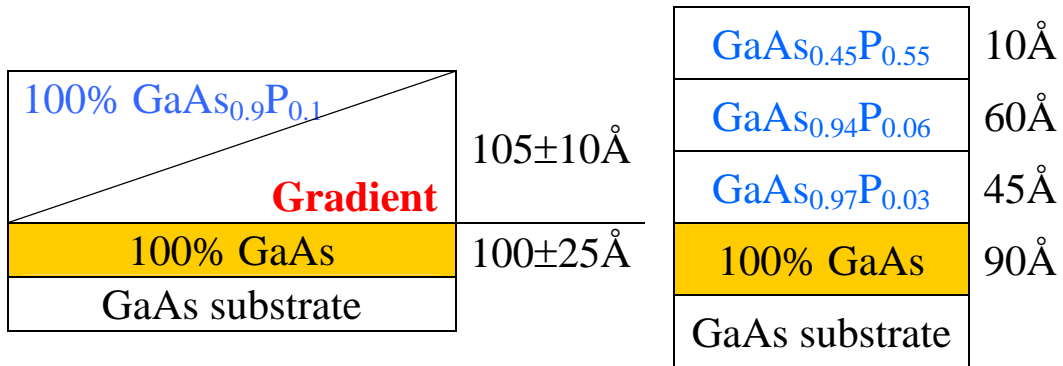 100% GaAs₀.₉P₀.₁
Gradient
105±10Å
100% GaAs
100±25Å
GaAs substrate
GaAs₀.₄₅P₀.₅₅
10Å
GaAs₀.₉₄P₀.₀₆
60Å
GaAs₀.₉₇P₀.₀₃
45Å
100% GaAs
90Å
GaAs substrate